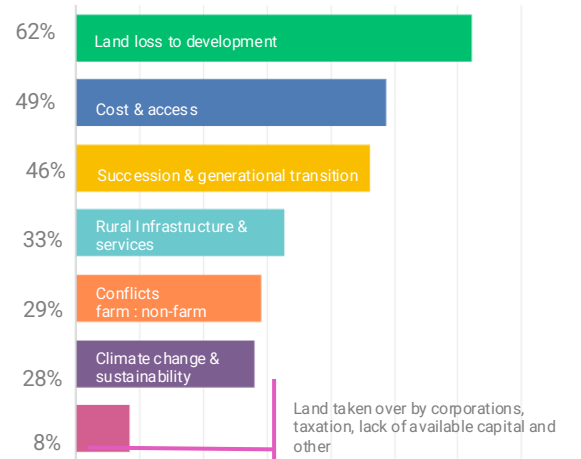 62%
Land loss to development
49%
Cost & access
46%
Succession & generational transition
33%
Rural Infrastructure &
services
29%
Conflicts
farm : non-farm
28%
Climate change &
sustainability
8%
Land taken over by corporations,
taxation, lack of available capital and
other